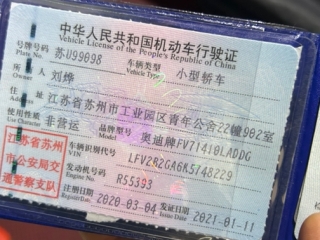 中华人民共和国机动车行驶证
Vehicle License of the People's Republic of China
号牌号码 苏U99098 车辆类型 小型轿车
Plate No. Vehicle Type
所有人 刘烨
Owner
住址 江苏省苏州市工业园区青年公舍22幢902室
Address
使用性质 非营运 品牌型号 奥迪牌FV7141OLADDG
Use Character Model
江苏省苏州市公安局交通警察支队
车辆识别代号 LFV2B2GA6K5748229
VIN
发动机号码 R55393
Engine No.
注册日期 2020-03-04 发证日期 2021-01-11
Register Date Issue Date